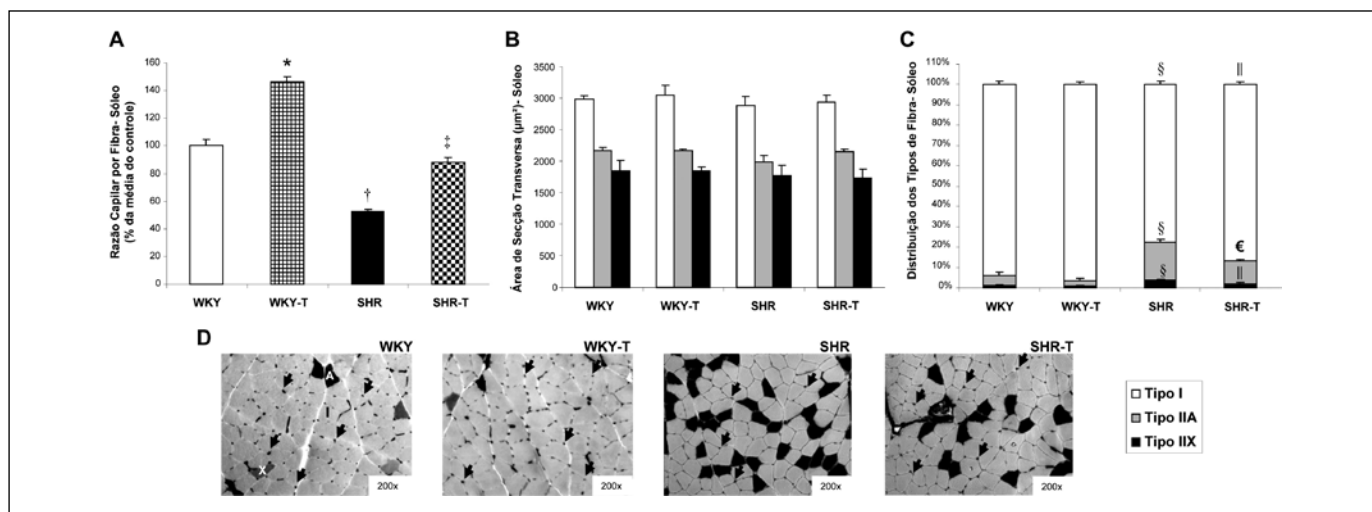 A
Razão Capilar por Fibra- Sóleo
(% da média do controle)
160
140
120
100
80
60
40
20
0
*
†
‡
WKY
WKY-T
SHR
SHR-T
B
Área de Secção Transversa (µm²)- Sóleo
3500
3000
2500
2000
1500
1000
500
0
WKY
WKY-T
SHR
SHR-T
C
Distribuição dos Tipos de Fibra- Sóleo
110%
100%
90%
80%
70%
60%
50%
40%
30%
20%
10%
0%
§
||
§
€
§
||
WKY
WKY-T
SHR
SHR-T
D
WKY
A
X
200x
WKY-T
200x
SHR
200x
SHR-T
200x
Tipo I
Tipo IIA
Tipo IIX